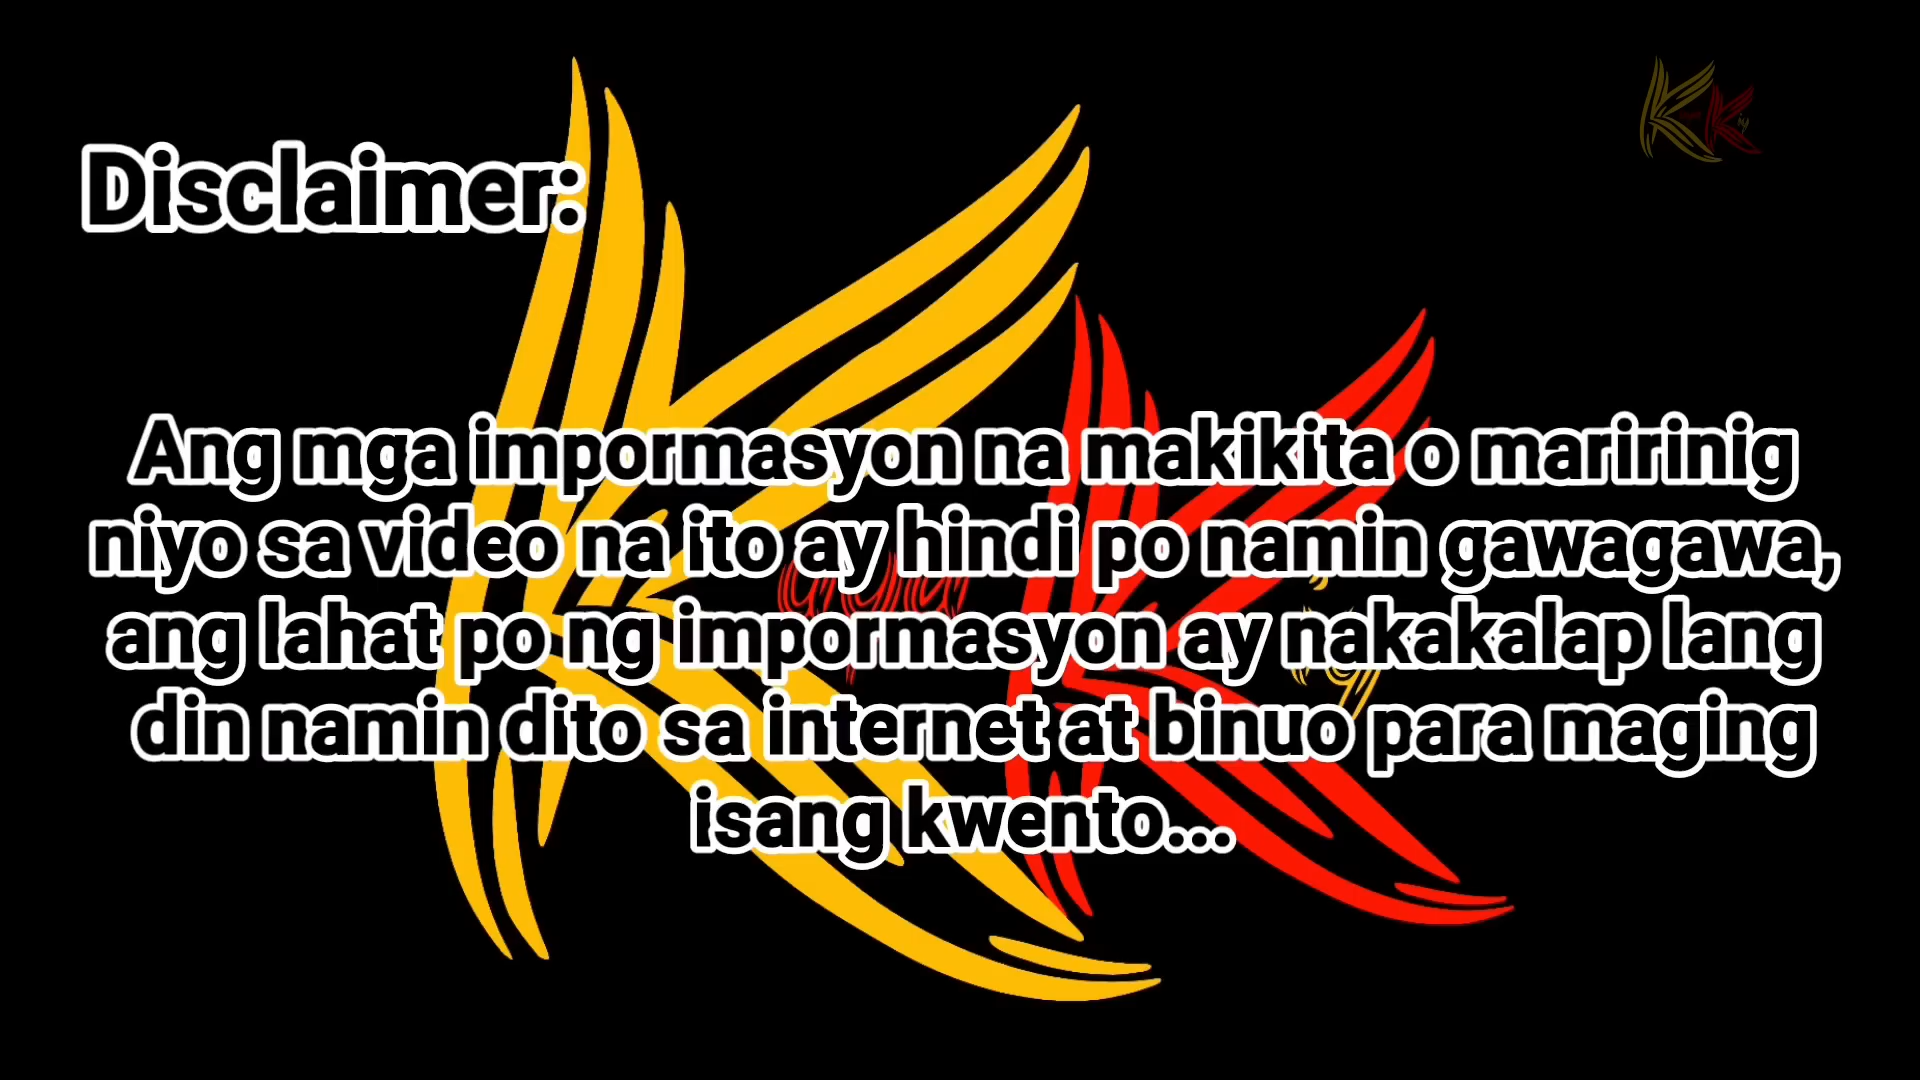 Disclaimer:
Ang mga impormasyon na makikita o maririnig
niyo sa video na ito ay hindi po namin gawagawa,
ang lahat po ng impormasyon ay nakakalap lang
din namin dito sa internet at binuo para maging
isang kwento...